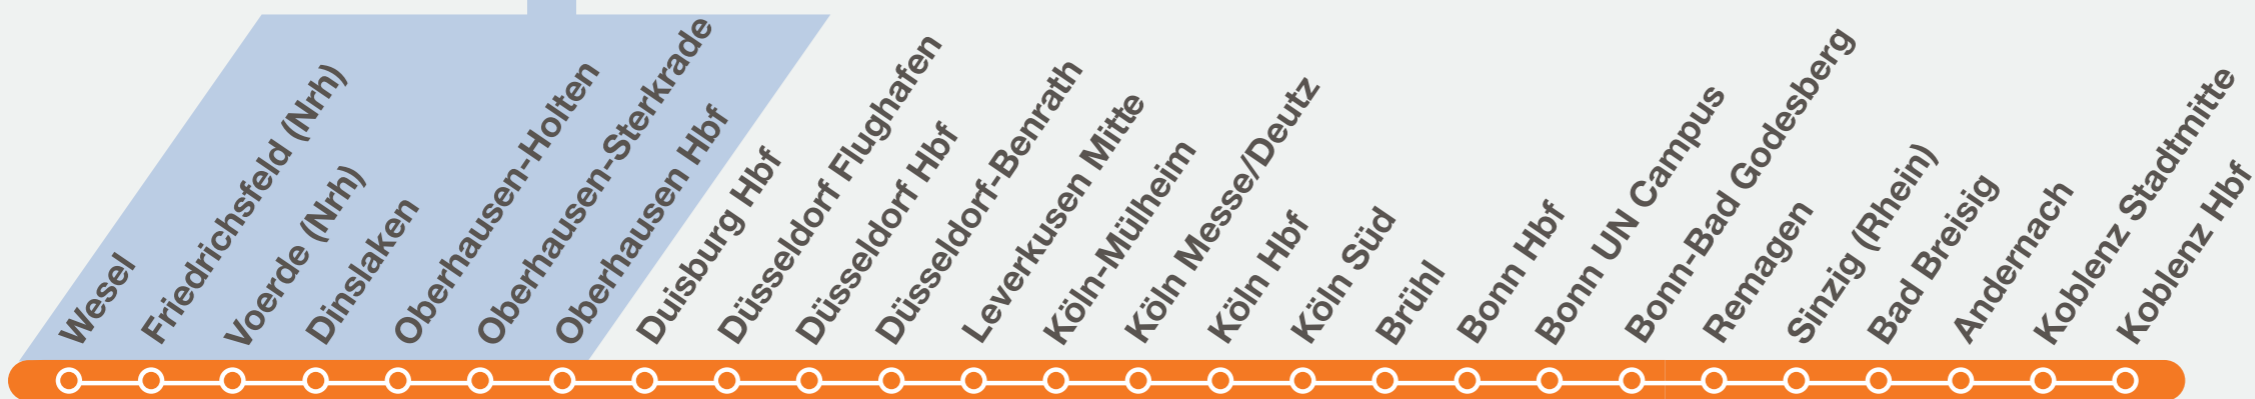 Wesel
Friedrichsfeld (Nrh)
Voerde (Nrh)
Dinslaken
Oberhausen-Holten
Oberhausen-Sterkrade
Oberhausen Hbf
Duisburg Hbf
Düsseldorf Flughafen
Düsseldorf Hbf
Düsseldorf-Benrath
Leverkusen Mitte
Köln-Mülheim
Köln Messe/Deutz
Köln Hbf
Köln Süd
Brühl
Bonn Hbf
Bonn UN Campus
Bonn-Bad Godesberg
Remagen
Sinzig (Rhein)
Bad Breisig
Andernach
Koblenz Stadtmitte
Koblenz Hbf